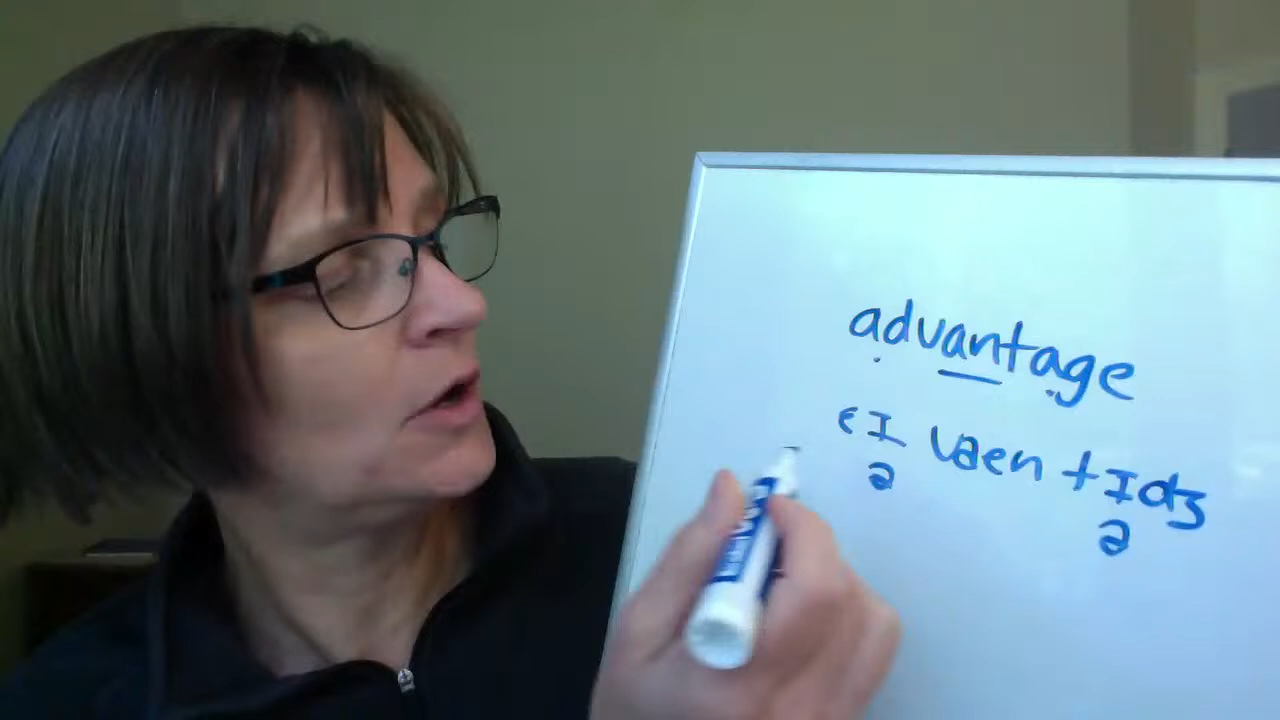 advantage
ɛɪ væn tɪdʒ
ə ə